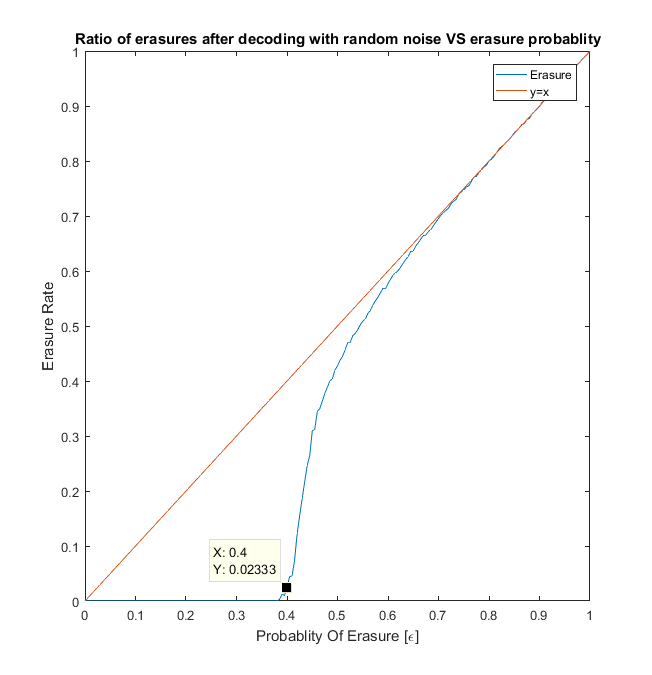 Ratio of erasures after decoding with random noise VS erasure probablity
Erasure
y=x
1
0.9
0.8
0.7
0.6
0.5
0.4
0.3
0.2
0.1
0
Erasure Rate
X: 0.4
Y: 0.02333
0 0.1 0.2 0.3 0.4 0.5 0.6 0.7 0.8 0.9 1
Probablity Of Erasure [ϵ]